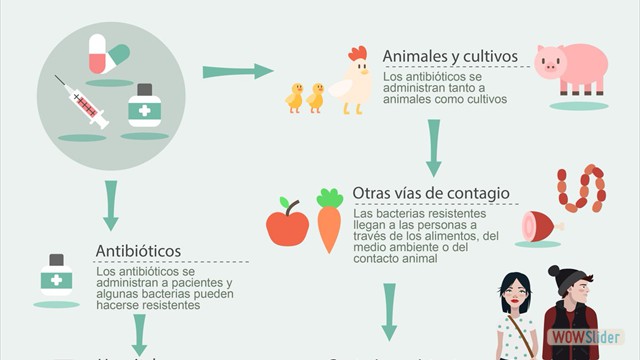 Animales y cultivos
Los antibióticos se
administran tanto a
animales como cultivos
Otras vías de contagio
Las bacterias resistentes
llegan a las personas a
través de los alimentos, del
medio ambiente o del
contacto animal
Antibióticos
Los antibióticos se
administran a pacientes y
algunas bacterias pueden
hacerse resistentes
WOWSlider